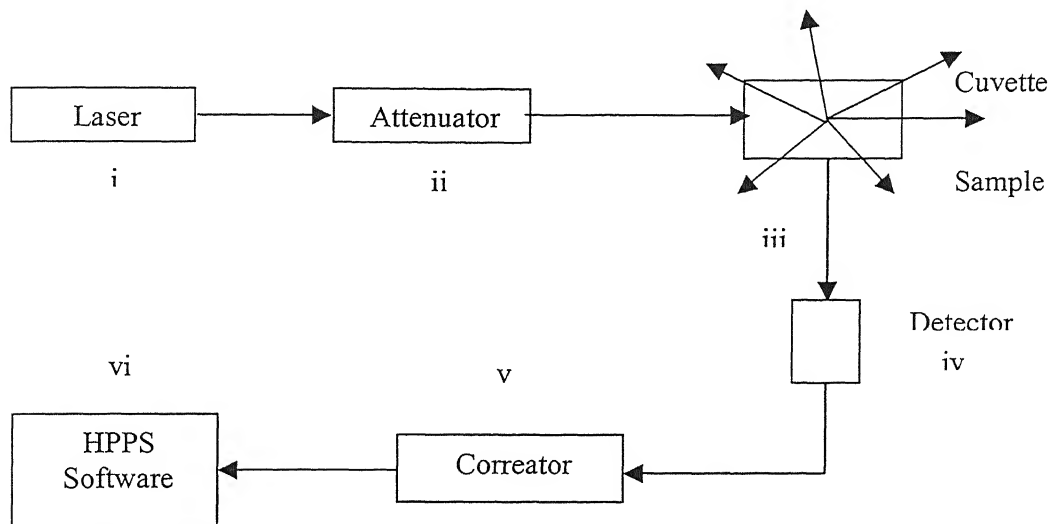 Laser
Attenuator
Cuvette
Sample
i
ii
iii
Detector
iv
v
vi
Correator
HPPS
Software